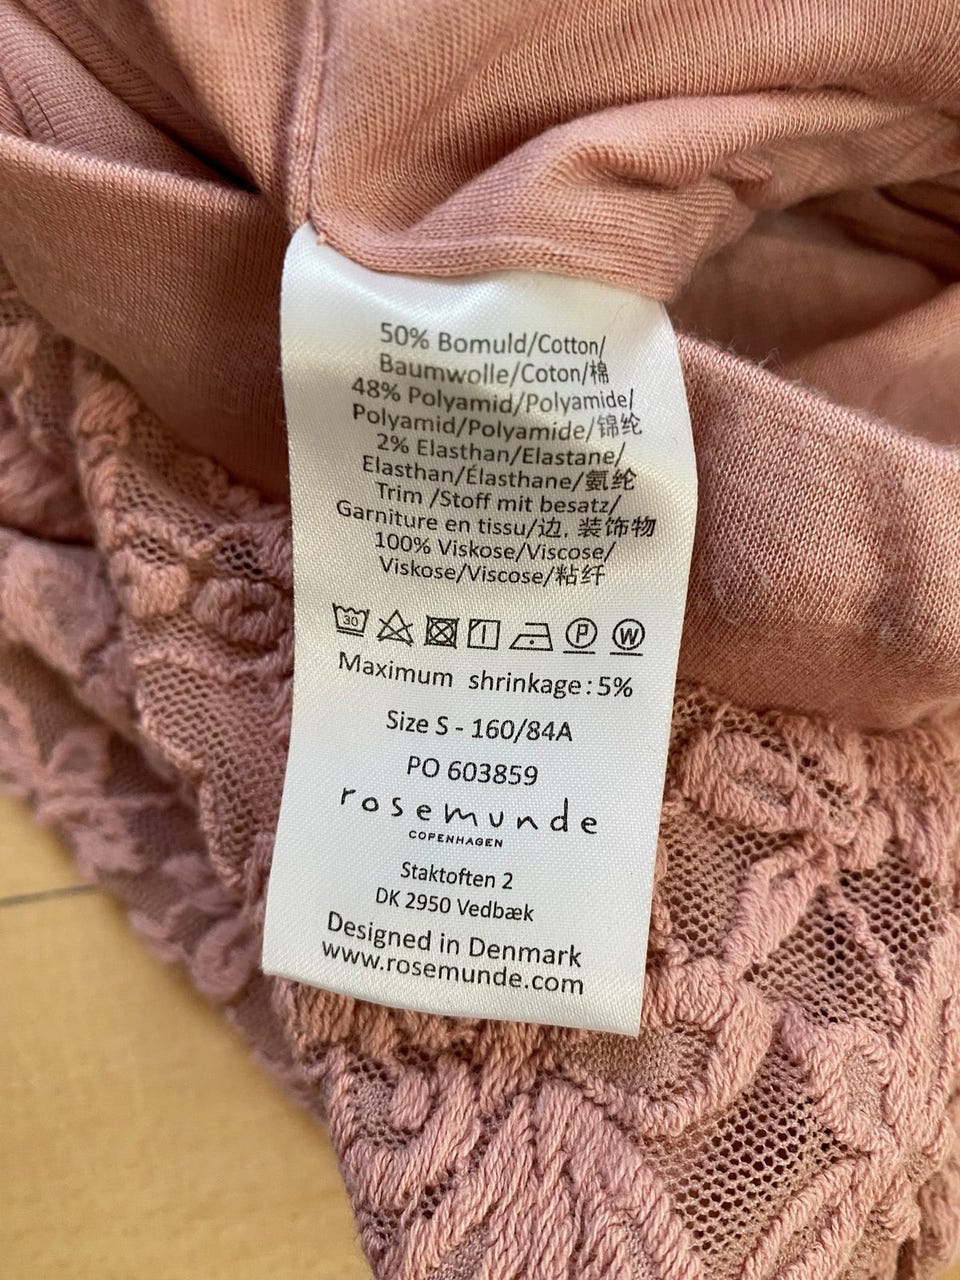 50% Bomuld/Cotton/
Baumwolle/Coton/棉
48% Polyamid/Polyamide/
Polyamid/Polyamide/锦纶
2% Elasthan/Elastane/
Elasthan/Élasthane/氨纶
Trim /Stoff mit besatz/
Garniture en tissu/边, 装饰物
100% Viskose/Viscose/
Viskose/Viscose/粘纤
30 P W
Maximum shrinkage: 5%
Size S - 160/84A
PO 603859
rosemunde
COPENHAGEN
Staktoften 2
DK 2950 Vedbæk
Designed in Denmark
www.rosemunde.com